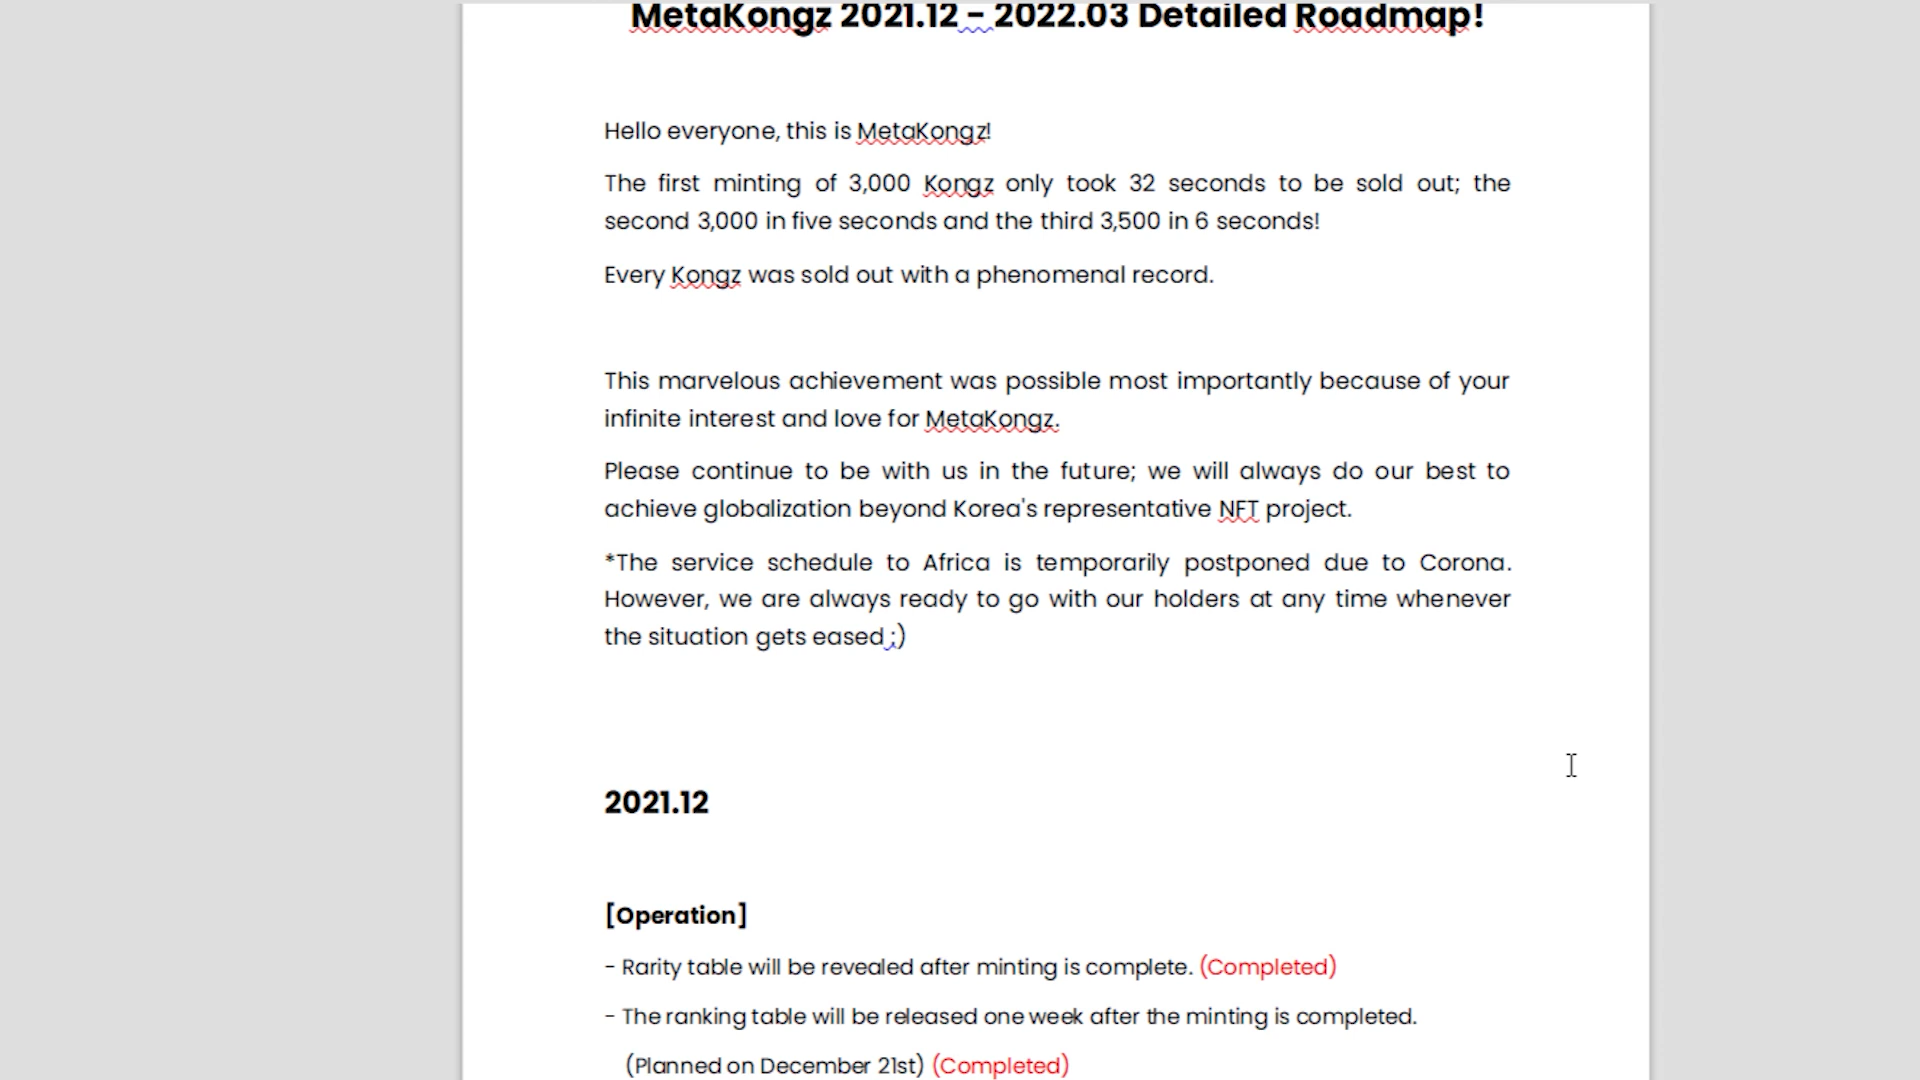 MetaKongz 2021.12 - 2022.03 Detailed Roadmap!
Hello everyone, this is MetaKongz!
The first minting of 3,000 Kongz only took 32 seconds to be sold out; the
second 3,000 in five seconds and the third 3,500 in 6 seconds!
Every Kongz was sold out with a phenomenal record.
This marvelous achievement was possible most importantly because of your
infinite interest and love for MetaKongz.
Please continue to be with us in the future; we will always do our best to
achieve globalization beyond Korea's representative NFT project.
*The service schedule to Africa is temporarily postponed due to Corona.
However, we are always ready to go with our holders at any time whenever
the situation gets eased ;)
2021.12
[Operation]
- Rarity table will be revealed after minting is complete. (Completed)
- The ranking table will be released one week after the minting is completed.
(Planned on December 21st) (Completed)